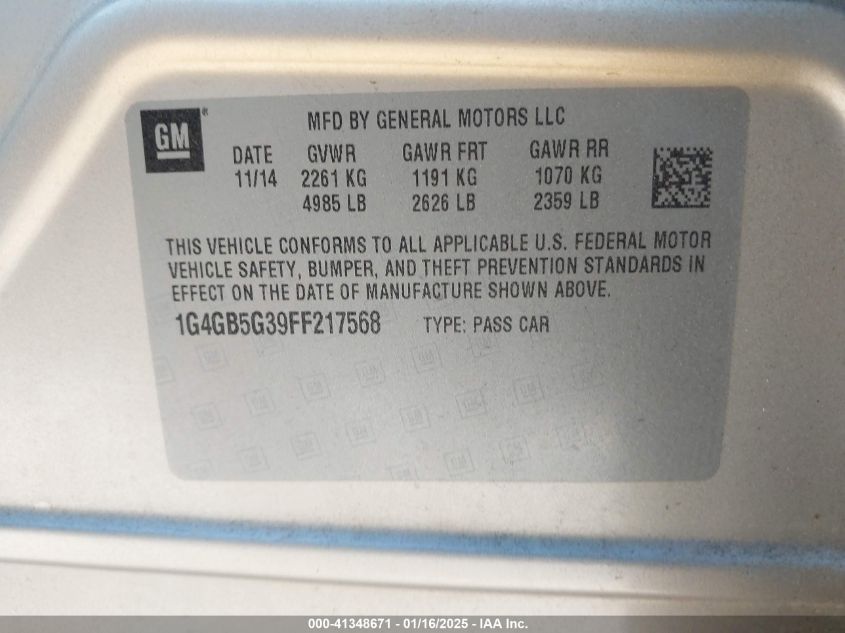 GM ® MFD BY GENERAL MOTORS LLC
DATE GVWR GAWR FRT GAWR RR
11/14 2261 KG 1191 KG 1070 KG
4985 LB 2626 LB 2359 LB
THIS VEHICLE CONFORMS TO ALL APPLICABLE U.S. FEDERAL MOTOR
VEHICLE SAFETY, BUMPER, AND THEFT PREVENTION STANDARDS IN
EFFECT ON THE DATE OF MANUFACTURE SHOWN ABOVE.
1G4GB5G39FF217568 TYPE: PASS CAR
000-41348671 - 01/16/2025 - IAA Inc.